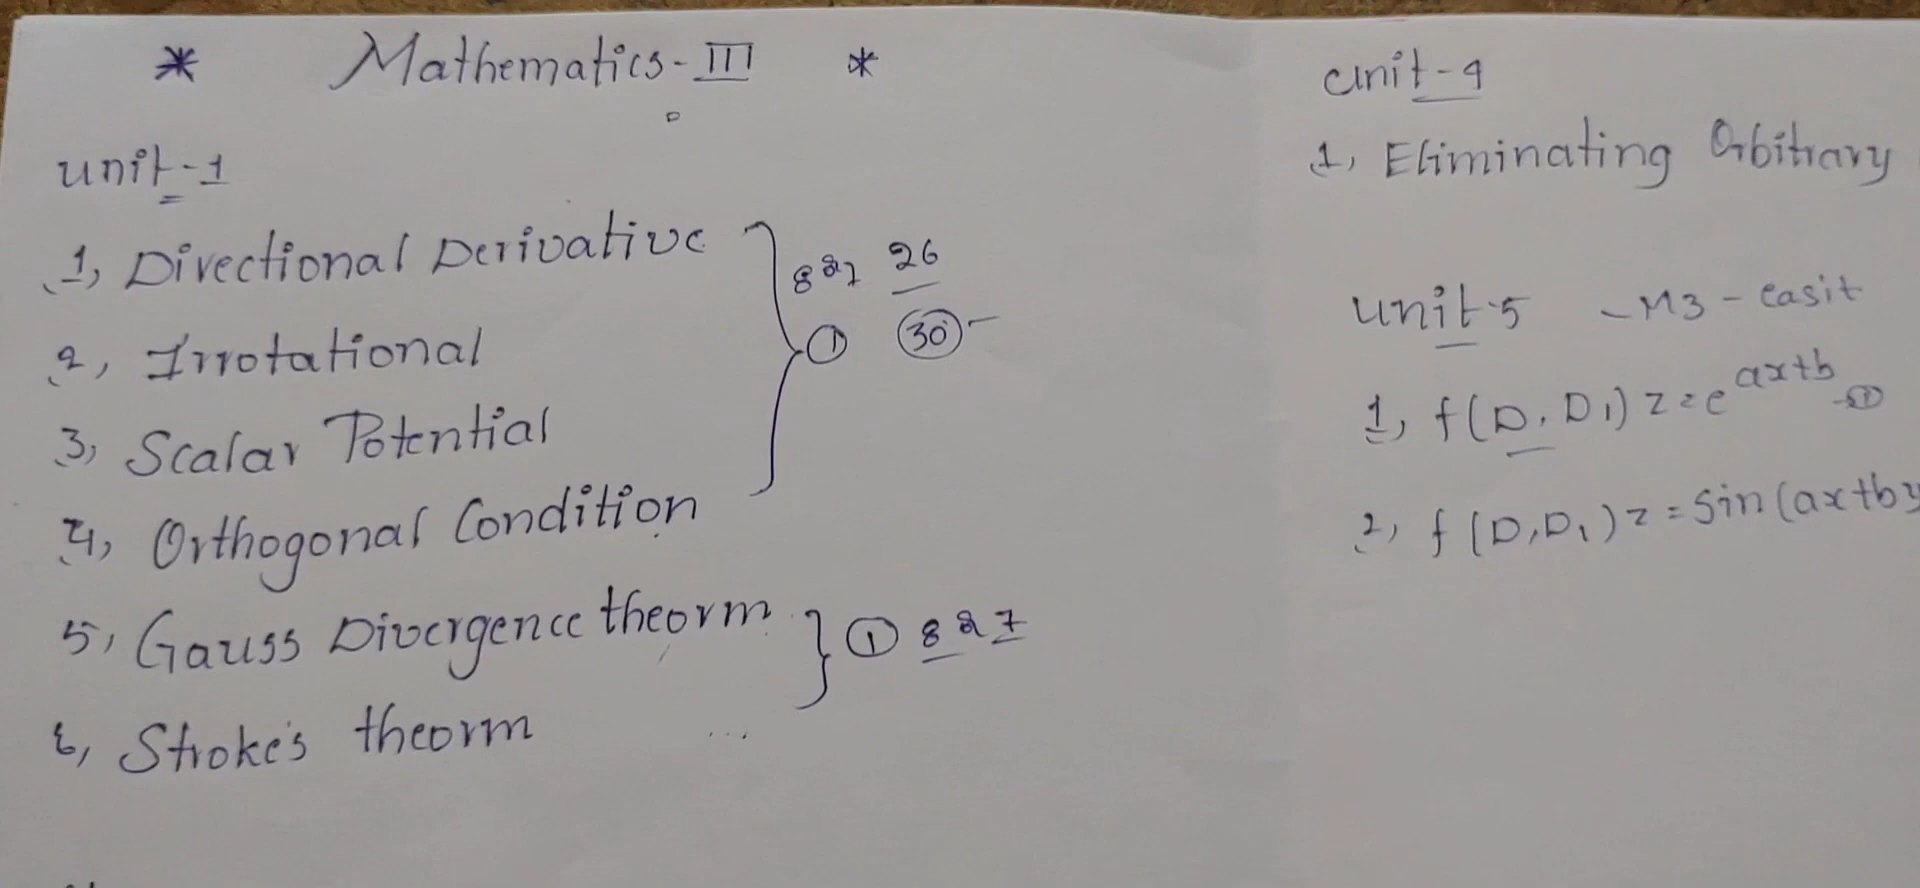 * Mathematics-III *
unit-1
1, Directional Derivative
8 a 7 26
2, Irrotational
① 30
3, Scalar Potential
4, Orthogonal Condition
5, Gauss Divergence theorm
① 8 a 7
6, Stroke's theorm
unit-4
1, Eliminating Orbitrary
unit-5 -M3-easit
1, f(D, D1) z=e^ax+b
2, f(D,D1)z=Sin(ax+by